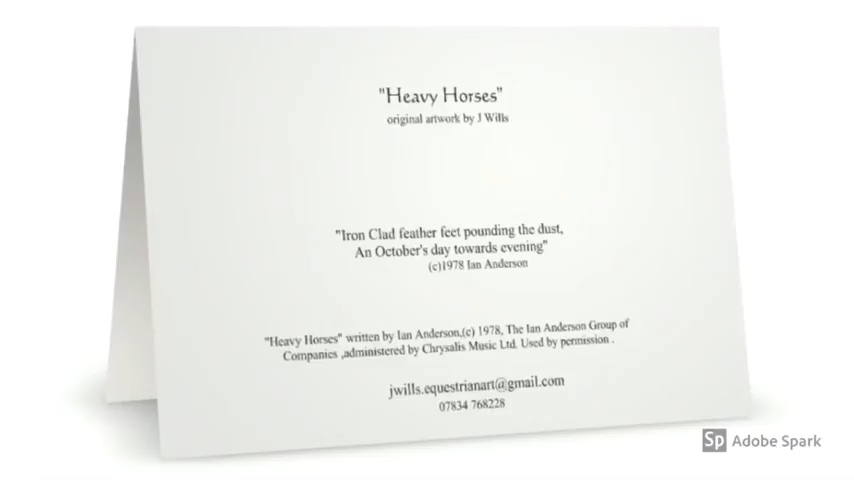 "Heavy Horses"
original artwork by J Wills
"Iron Clad feather feet pounding the dust,
An October's day towards evening"
(c)1978 Ian Anderson
"Heavy Horses" written by Ian Anderson,(c) 1978, The Ian Anderson Group of
Companies ,administered by Chrysalis Music Ltd. Used by permission .
jwills.equestrianart@gmail.com
07834 768228
Sp Adobe Spark